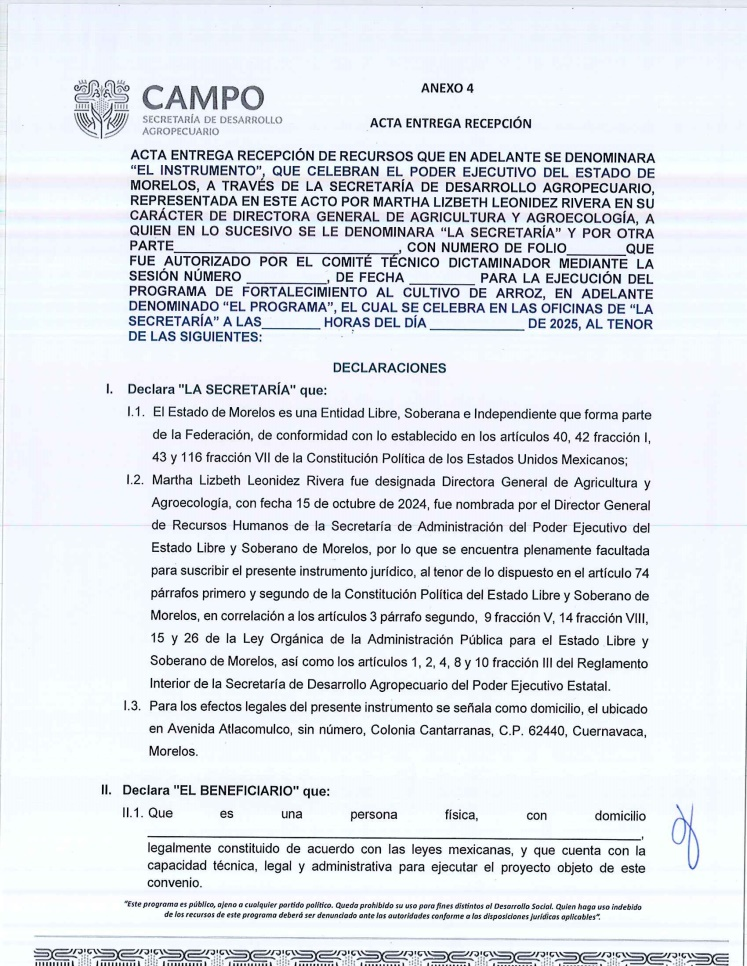 CAMPO
SECRETARÍA DE DESARROLLO
AGROPECUARIO
ANEXO 4
ACTA ENTREGA RECEPCIÓN
ACTA ENTREGA RECEPCIÓN DE RECURSOS QUE EN ADELANTE SE DENOMINARA
“EL INSTRUMENTO”, QUE CELEBRAN EL PODER EJECUTIVO DEL ESTADO DE
MORELOS, A TRAVÉS DE LA SECRETARÍA DE DESARROLLO AGROPECUARIO,
REPRESENTADA EN ESTE ACTO POR MARTHA LIZBETH LEONIDEZ RIVERA EN SU
CARÁCTER DE DIRECTORA GENERAL DE AGRICULTURA Y AGROECOLOGÍA, A
QUIEN EN LO SUCESIVO SE LE DENOMINARA “LA SECRETARÍA” Y POR OTRA
PARTE__________________________, CON NUMERO DE FOLIO_______QUE
FUE AUTORIZADO POR EL COMITÉ TÉCNICO DICTAMINADOR MEDIANTE LA
SESIÓN NÚMERO __________, DE FECHA ________ PARA LA EJECUCIÓN DEL
PROGRAMA DE FORTALECIMIENTO AL CULTIVO DE ARROZ, EN ADELANTE
DENOMINADO “EL PROGRAMA”, EL CUAL SE CELEBRA EN LAS OFICINAS DE “LA
SECRETARÍA” A LAS_______ HORAS DEL DÍA ___________ DE 2025, AL TENOR
DE LAS SIGUIENTES:
DECLARACIONES
I. Declara "LA SECRETARÍA" que:
I.1. El Estado de Morelos es una Entidad Libre, Soberana e Independiente que forma parte
de la Federación, de conformidad con lo establecido en los artículos 40, 42 fracción I,
43 y 116 fracción VII de la Constitución Política de los Estados Unidos Mexicanos;
I.2. Martha Lizbeth Leonidez Rivera fue designada Directora General de Agricultura y
Agroecología, con fecha 15 de octubre de 2024, fue nombrada por el Director General
de Recursos Humanos de la Secretaría de Administración del Poder Ejecutivo del
Estado Libre y Soberano de Morelos, por lo que se encuentra plenamente facultada
para suscribir el presente instrumento jurídico, al tenor de lo dispuesto en el artículo 74
párrafos primero y segundo de la Constitución Política del Estado Libre y Soberano de
Morelos, en correlación a los artículos 3 párrafo segundo, 9 fracción V, 14 fracción VIII,
15 y 26 de la Ley Orgánica de la Administración Pública para el Estado Libre y
Soberano de Morelos, así como los artículos 1, 2, 4, 8 y 10 fracción III del Reglamento
Interior de la Secretaría de Desarrollo Agropecuario del Poder Ejecutivo Estatal.
I.3. Para los efectos legales del presente instrumento se señala como domicilio, el ubicado
en Avenida Atlacomulco, sin número, Colonia Cantarranas, C.P. 62440, Cuernavaca,
Morelos.
II. Declara "EL BENEFICIARIO" que:
II.1. Que es una persona física, con domicilio
______________________________________________________________,
legalmente constituido de acuerdo con las leyes mexicanas, y que cuenta con la
capacidad técnica, legal y administrativa para ejecutar el proyecto objeto de este
convenio.
"Este programa es público, ajeno a cualquier partido político. Queda prohibido su uso para fines distintos al Desarrollo Social. Quien haga uso indebido
de los recursos de este programa deberá ser denunciado ante las autoridades conforme a las disposiciones jurídicas aplicables".